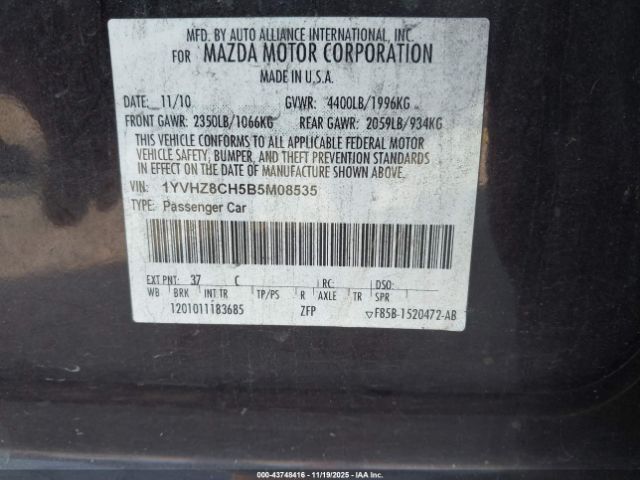 MFD. BY AUTO ALLIANCE INTERNATIONAL, INC.
FOR MAZDA MOTOR CORPORATION
MADE IN U.S.A.
DATE: 11/10 GVWR: 4400LB/1996KG
FRONT GAWR: 2350LB/1066KG REAR GAWR: 2059LB/934KG
THIS VEHICLE CONFORMS TO ALL APPLICABLE FEDERAL MOTOR
VEHICLE SAFETY, BUMPER, AND THEFT PREVENTION STANDARDS
IN EFFECT ON THE DATE OF MANUFACTURE SHOWN ABOVE.
VIN: 1YVHZ8CH5B5M08535
TYPE: Passenger Car
EXT PNT: 37 C RC: DSO:
WB BRK INT TR TP/PS R AXLE TR SPR
1201011183685 ZFP ▽F85B-1520472-AB
000-43748416 - 11/19/2025 - IAA Inc.